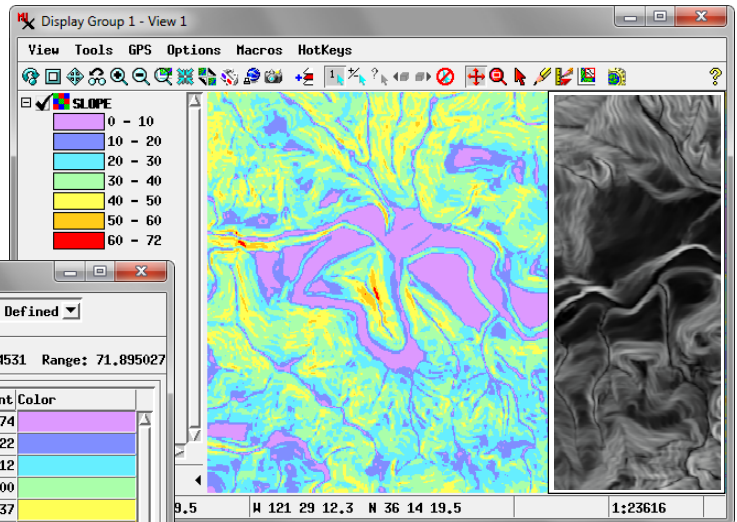 Display Group 1 - View 1
View Tools GPS Options Macros HotKeys
SLOPE
0 - 10
10 - 20
20 - 30
30 - 40
40 - 50
50 - 60
60 - 72
Defined
4531 Range: 71.895027
nt Color
74
22
12
00
37
9.5 W 121 29 12.3 N 36 14 19.5 1:23616